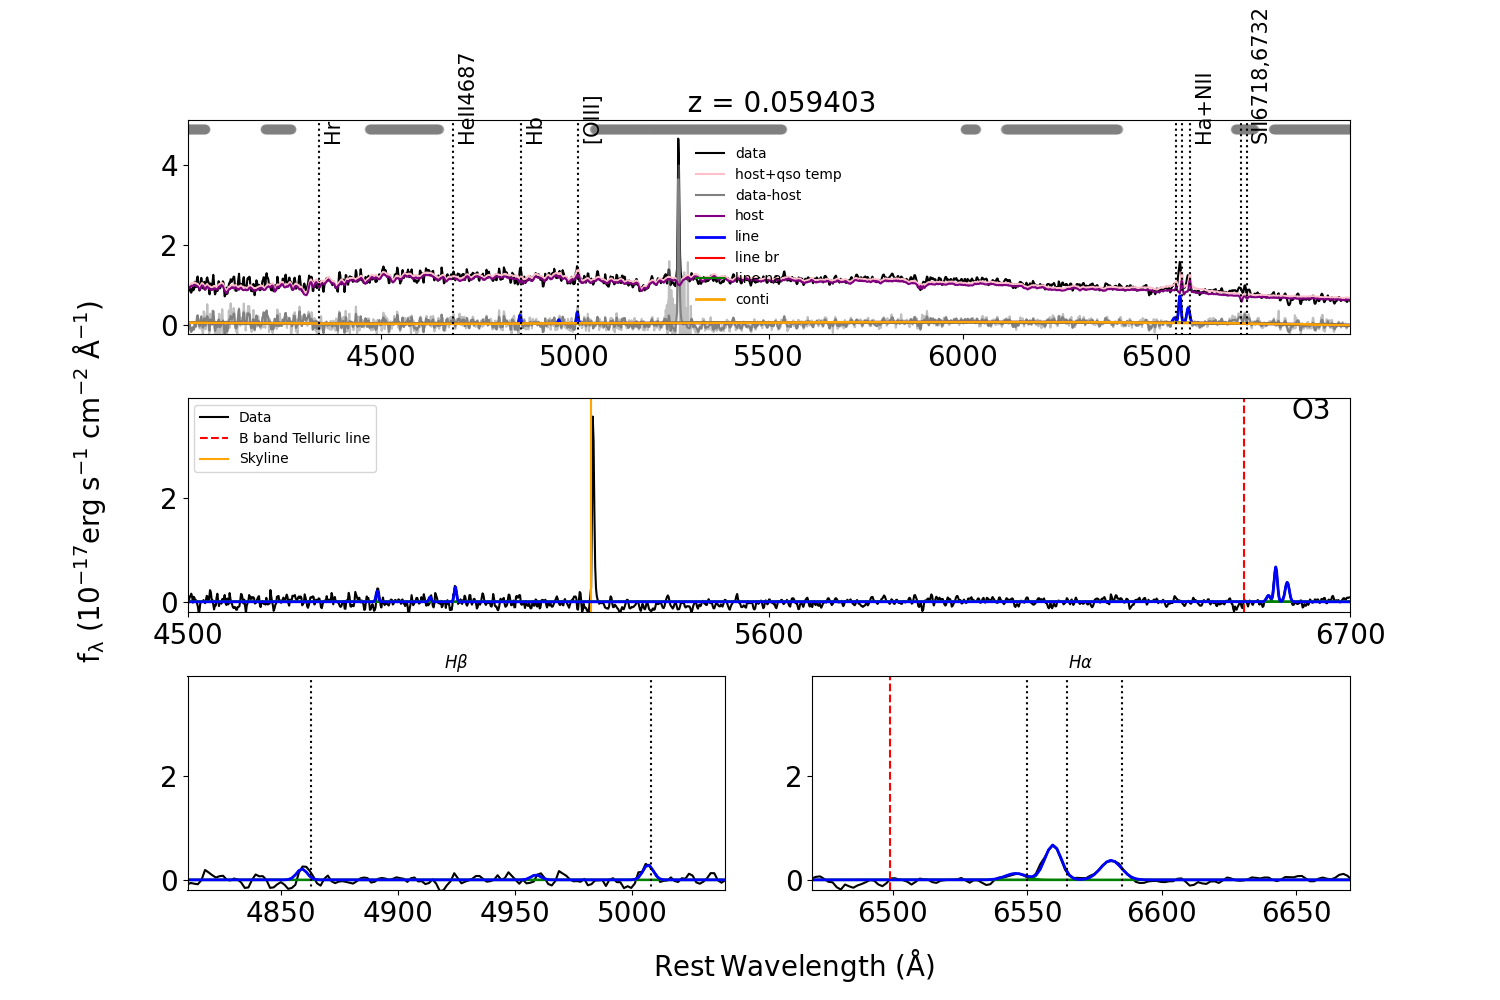 z = 0.059403
Hr
HeII4687
Hb
[OIII]
Ha+NII
SII6718,6732
data
host+qso temp
data-host
host
line
line br
line na
conti
4
2
0
4500
5000
5500
6000
6500
fλ (10−17erg s−1 cm−2 Å−1)
O3
Data
B band Telluric line
Skyline
2
0
4500
5600
6700
Hβ
2
0
4850
4900
4950
5000
Hα
2
0
6500
6550
6600
6650
Rest Wavelength (Å)